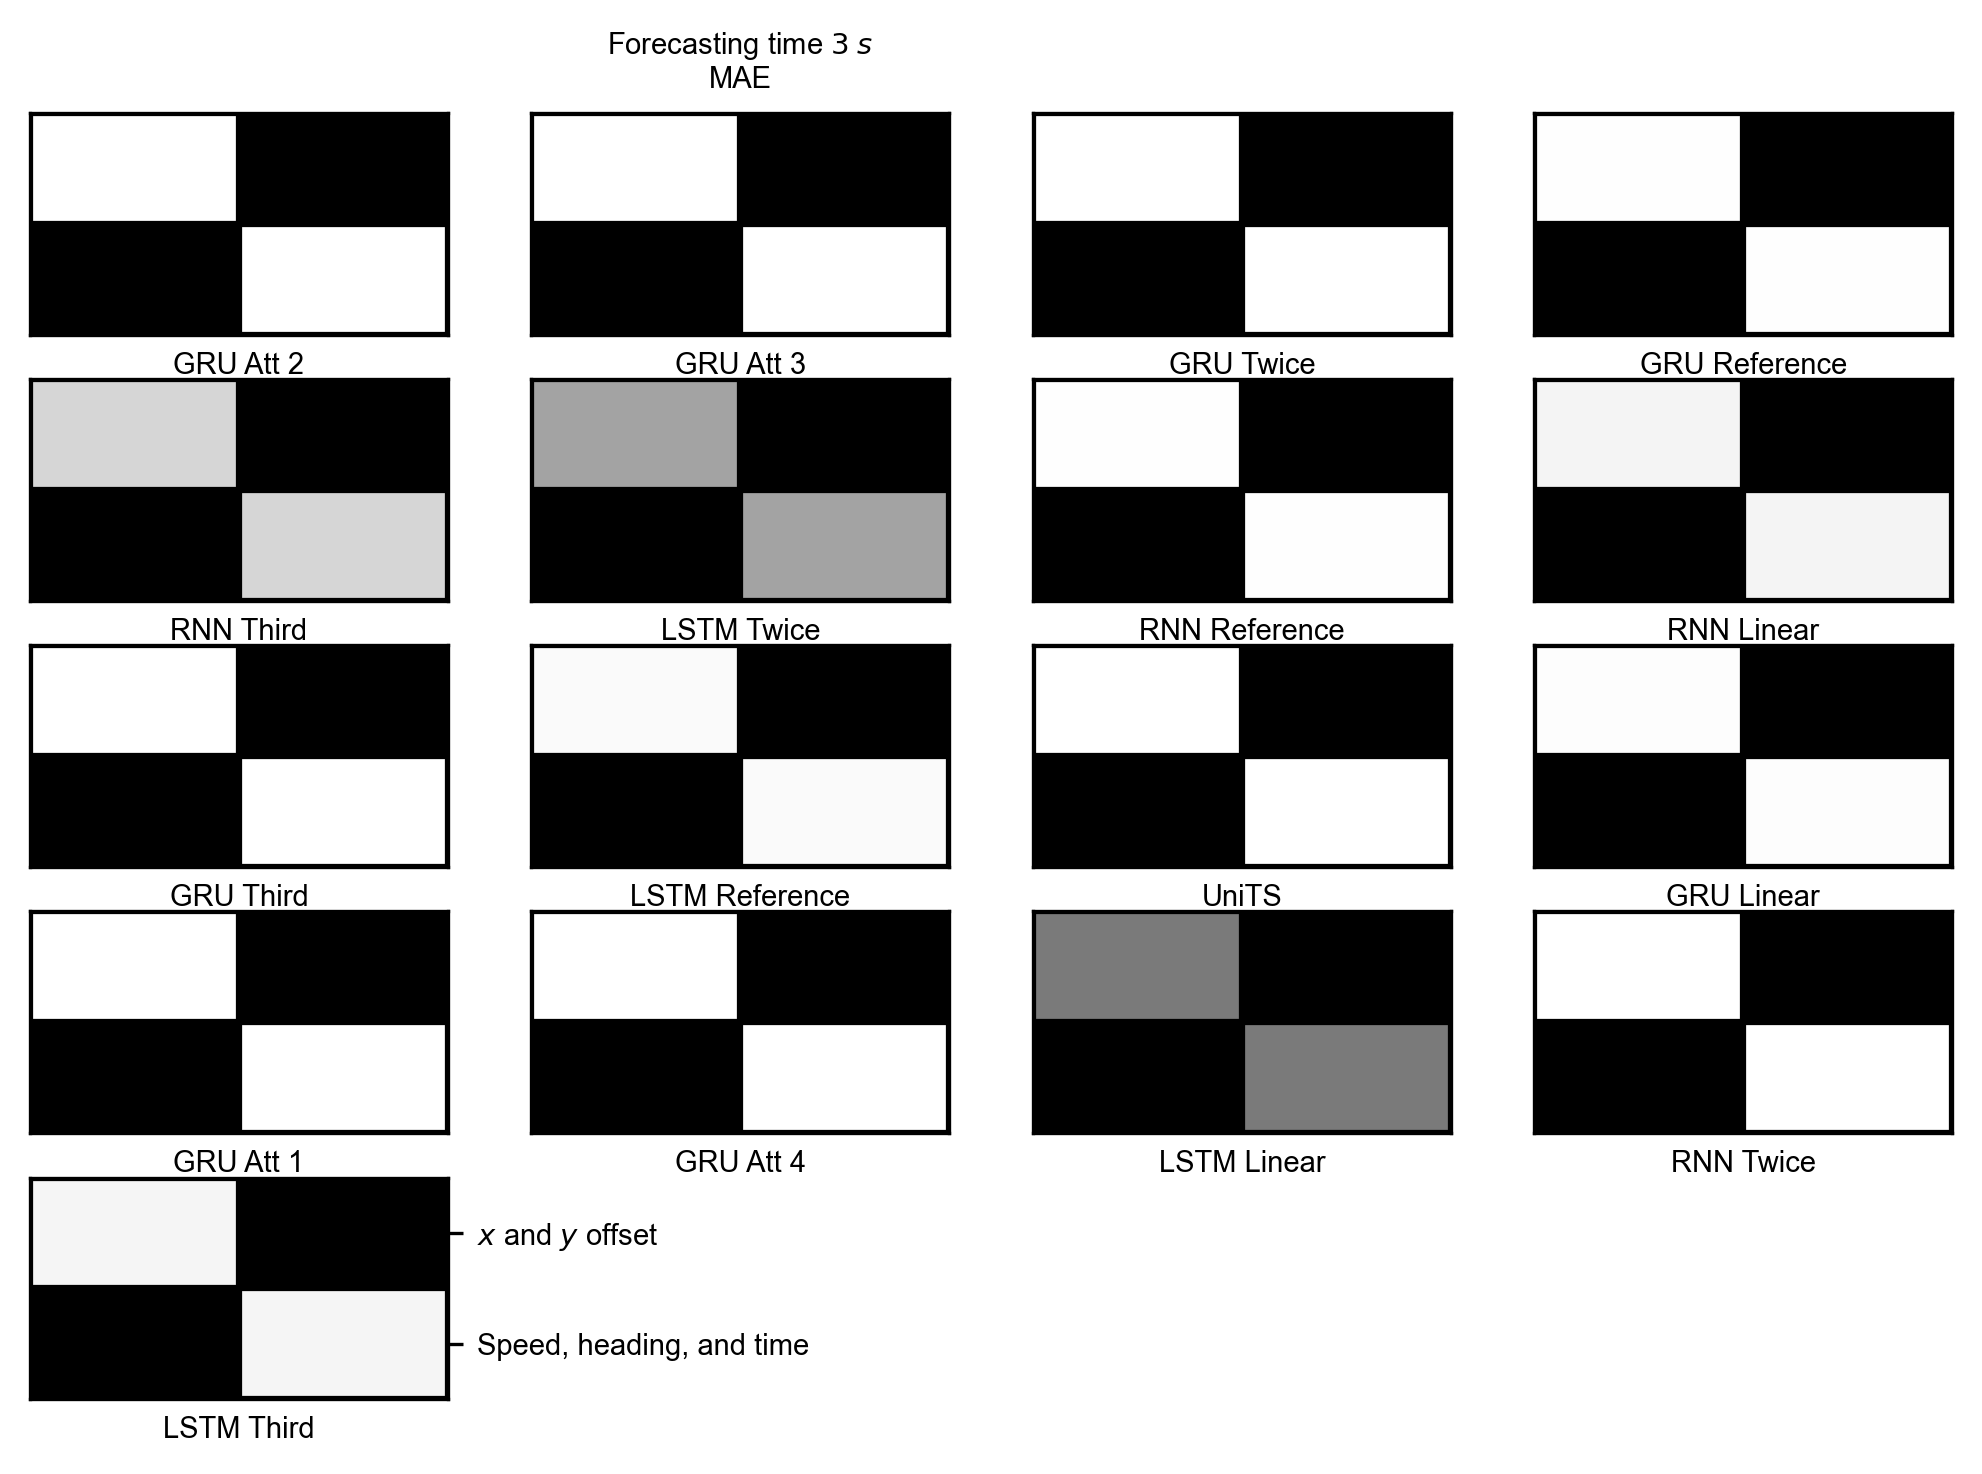 Forecasting time 3 s
MAE
GRU Att 2
GRU Att 3
GRU Twice
GRU Reference
RNN Third
LSTM Twice
RNN Reference
RNN Linear
GRU Third
LSTM Reference
UniTS
GRU Linear
GRU Att 1
GRU Att 4
LSTM Linear
RNN Twice
x and y offset
Speed, heading, and time
LSTM Third